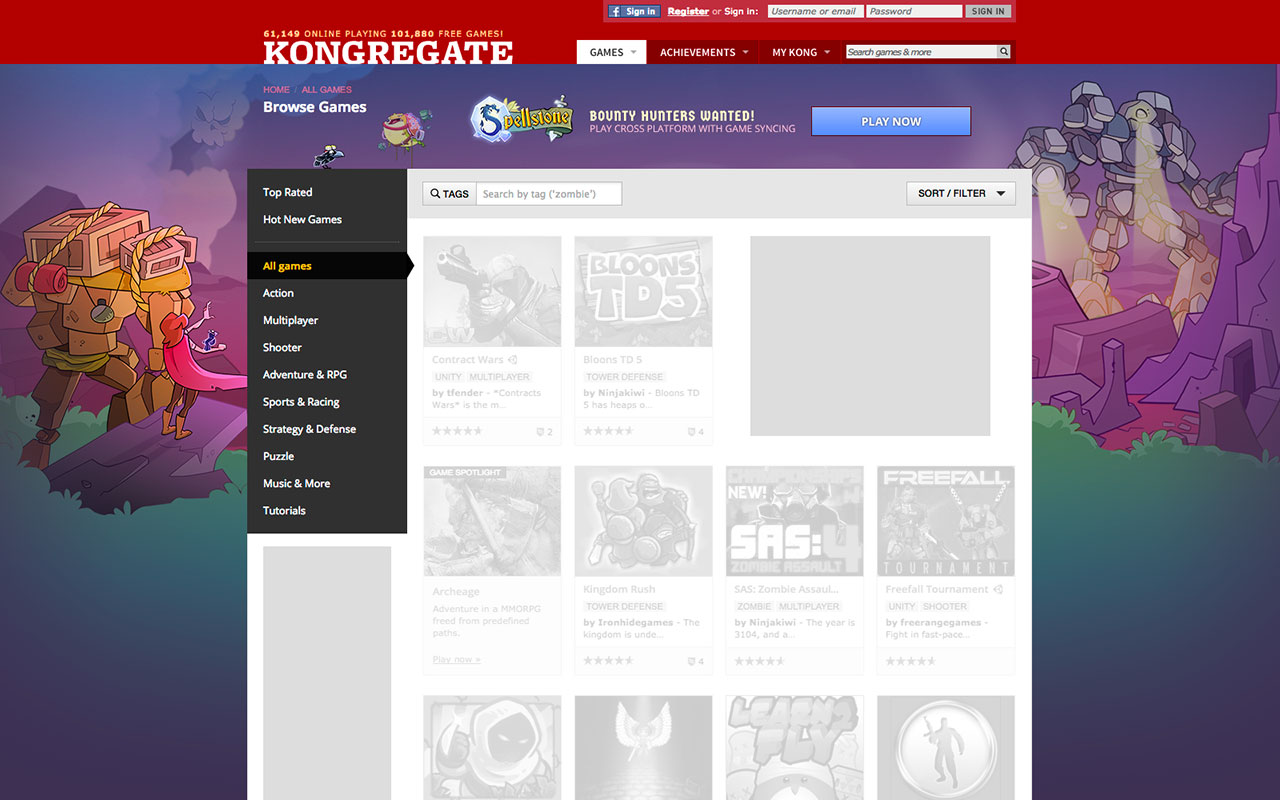 Sign in
Register or Sign In:
Username or email
Password
SIGN IN
61,149 ONLINE PLAYING 101,880 FREE GAMES!
KONGREGATE
GAMES
ACHIEVEMENTS
MY KONG
Search games & more
HOME / ALL GAMES
Browse Games
Spellstone
BOUNTY HUNTERS WANTED!
PLAY CROSS PLATFORM WITH GAME SYNCING
PLAY NOW
Top Rated
Hot New Games
All games
Action
Multiplayer
Shooter
Adventure & RPG
Sports & Racing
Strategy & Defense
Puzzle
Music & More
Tutorials
TAGS
Search by tag ('zombie')
SORT / FILTER
Contract Wars
UNITY MULTIPLAYER
by tfender - *Contracts
Wars* is the m...
2
BLOONS
TD5
Bloons TD 5
TOWER DEFENSE
by Ninjakiwi - Bloons TD
5 has heaps o...
4
GAME SPOTLIGHT
Archeage
Adventure in a MMORPG
freed from predefined
paths.
Play now »
Kingdom Rush
TOWER DEFENSE
by Ironhidegames - The
kingdom is unde...
4
NEW!
SAS:4
ZOMBIE ASSAULT
SAS: Zombie Assaul...
ZOMBIE MULTIPLAYER
by Ninjakiwi - The year is
3104, and a...
FREEFALL
TOURNAMENT
Freefall Tournament
UNITY SHOOTER
by freerangegames -
Fight in fast-pace...
LEARN 2
FLY